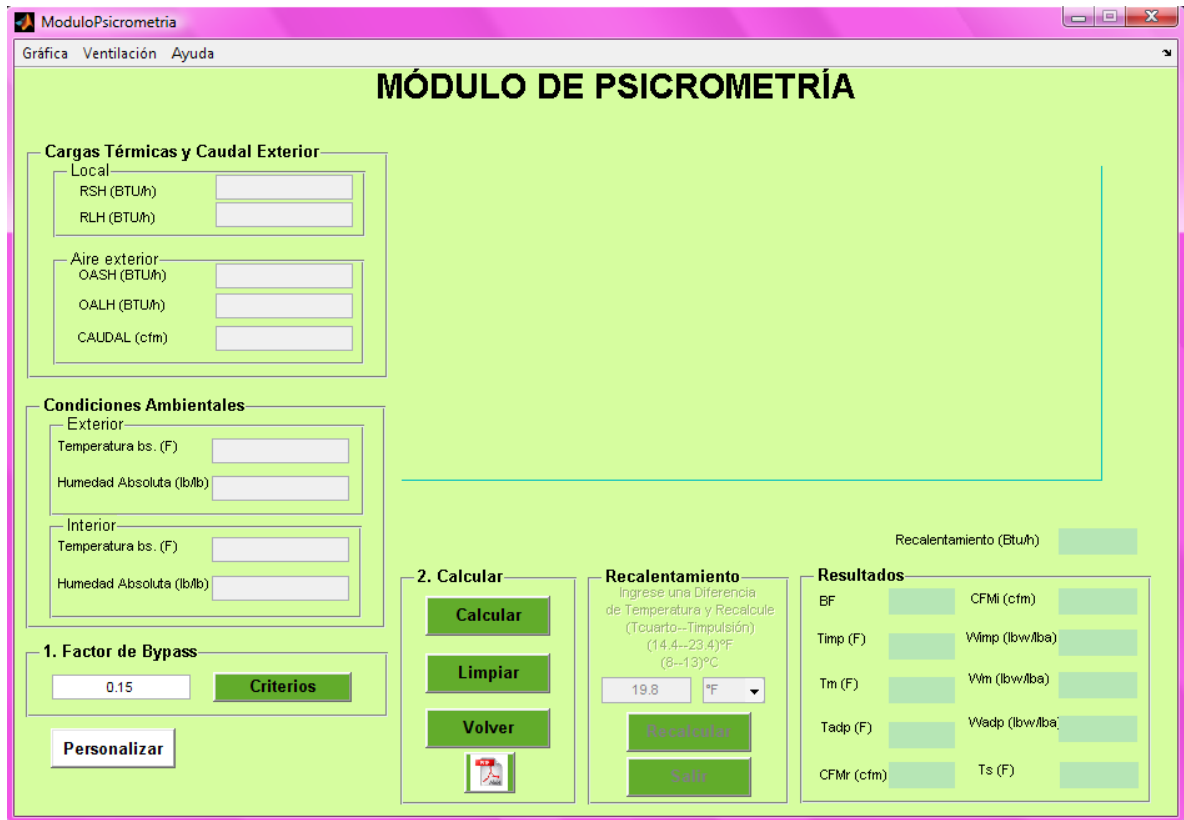 ModuloPsicrometria
Gráfica Ventilación Ayuda
MÓDULO DE PSICROMETRÍA
Cargas Térmicas y Caudal Exterior
Local
RSH (BTU/h)
RLH (BTU/h)
Aire exterior
OASH (BTU/h)
OALH (BTU/h)
CAUDAL (cfm)
Condiciones Ambientales
Exterior
Temperatura bs. (F)
Humedad Absoluta (lb/lb)
Interior
Temperatura bs. (F)
Humedad Absoluta (lb/lb)
1. Factor de Bypass
0.15 Criterios
Personalizar
2. Calcular
Calcular
Limpiar
Volver
Recalentamiento
Ingrese una Diferencia
de Temperatura y Recalcule
(Tcuarto--Timpulsión)
(14.4--23.4)°F
(8--13)°C
19.8 °F
Recalcular
Salir
Recalentamiento (Btu/h)
Resultados
BF CFMi (cfm)
Timp (F) Wimp (lbw/lba)
Tm (F) Wm (lbw/lba)
Tadp (F) Wadp (lbw/lba)
CFMr (cfm) Ts (F)